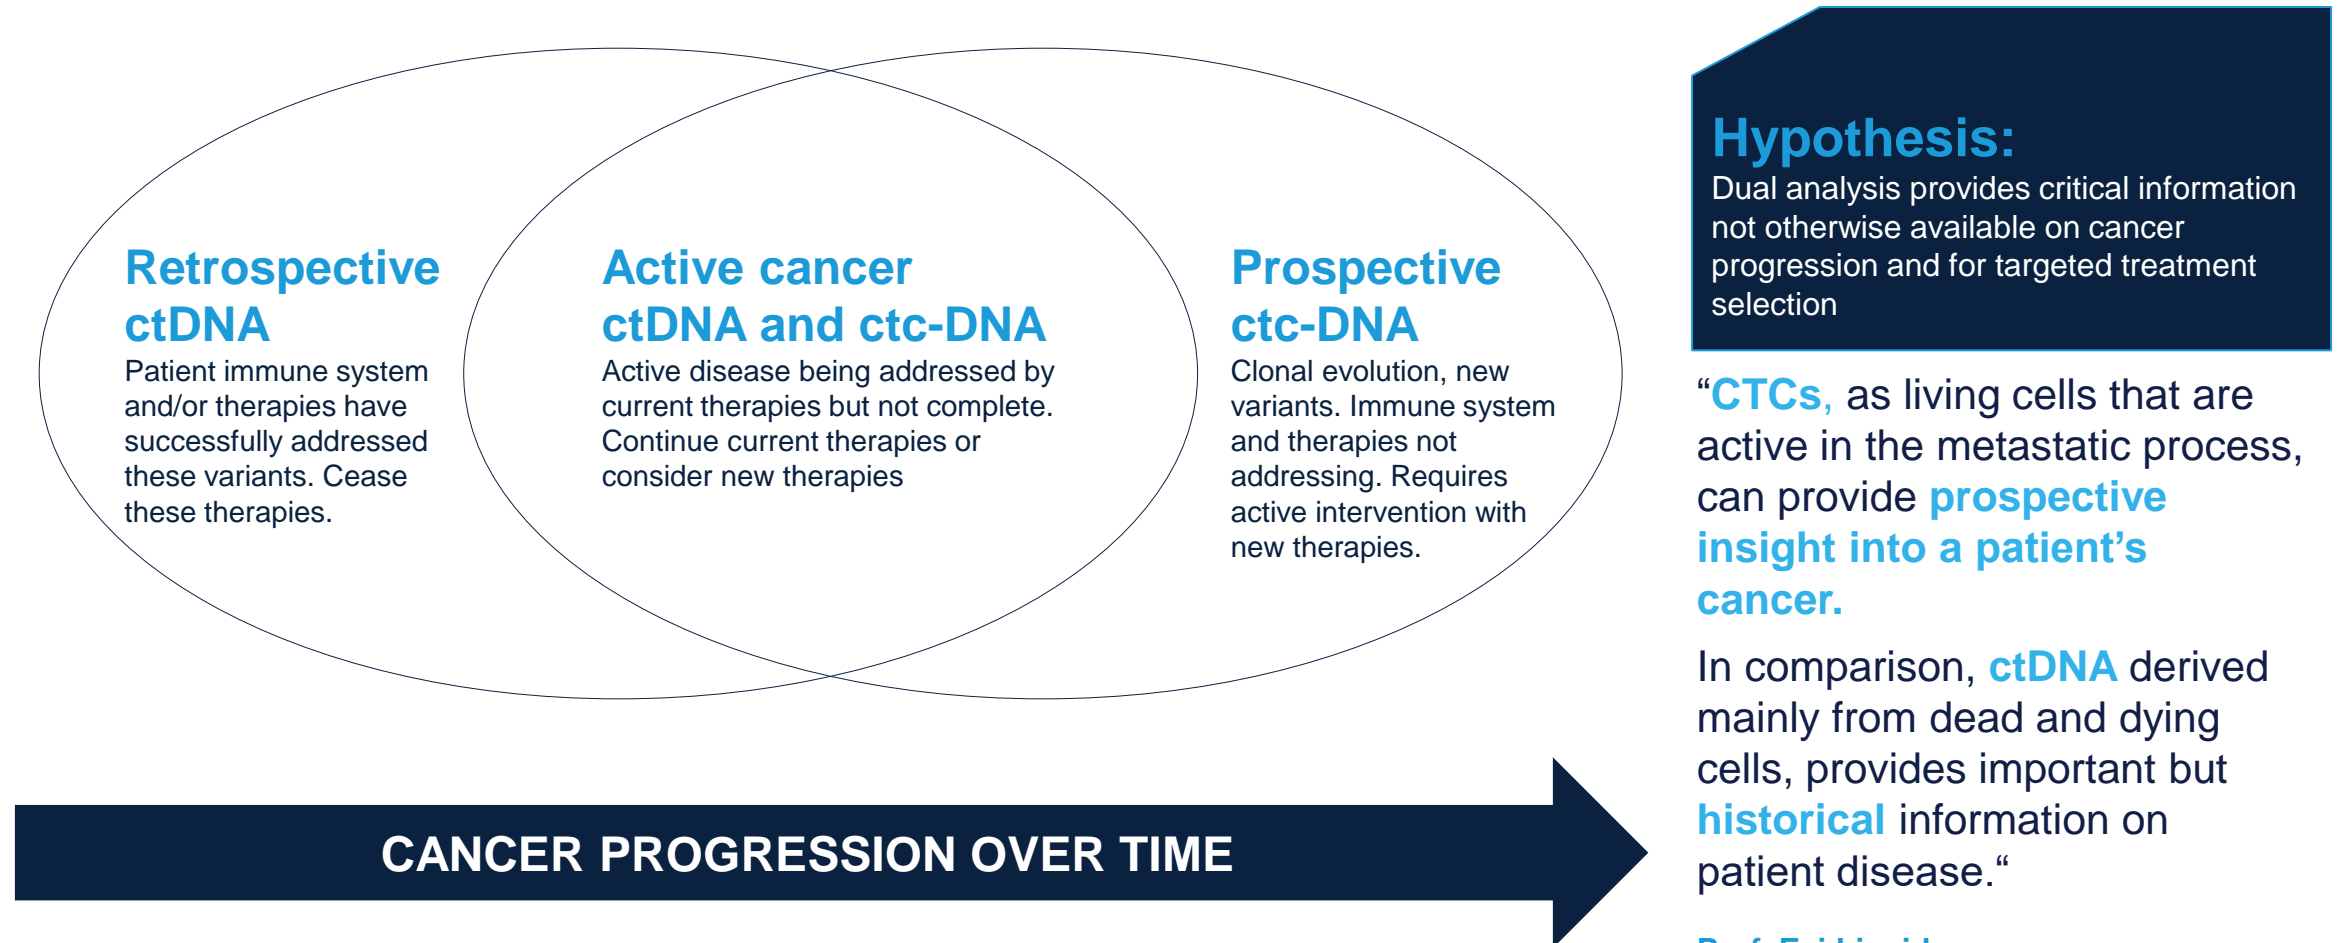 Retrospective
ctDNA
Patient immune system
and/or therapies have
successfully addressed
these variants. Cease
these therapies.
Active cancer
ctDNA and ctc-DNA
Active disease being addressed by
current therapies but not complete.
Continue current therapies or
consider new therapies
Prospective
ctc-DNA
Clonal evolution, new
variants. Immune system
and therapies not
addressing. Requires
active intervention with
new therapies.
CANCER PROGRESSION OVER TIME
Hypothesis:
Dual analysis provides critical information
not otherwise available on cancer
progression and for targeted treatment
selection
“CTCs, as living cells that are
active in the metastatic process,
can provide prospective
insight into a patient’s
cancer.
In comparison, ctDNA derived
mainly from dead and dying
cells, provides important but
historical information on
patient disease.“